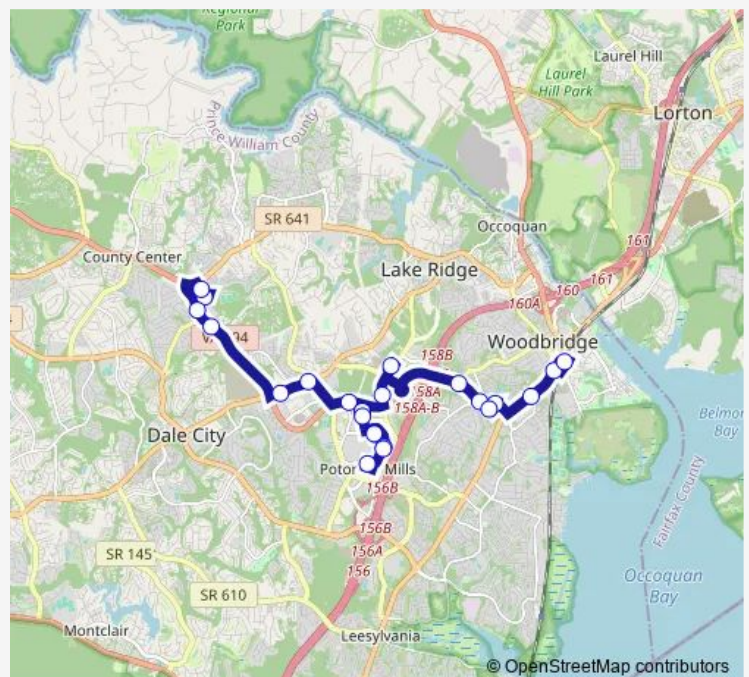 Regional
Park
Laurel Hill
Laurel
Hill Park
Lorton
Prince William County
SR 641
Occoquan
County Center
Lake Ridge
161
161
160
160A
Woodbridge
158B
158A
158A-B
Belmont
Bay
Dale City
Mills
156B
156B
156A
156
SR 145
SR 610
Fairfax County
Occoquan
Bay
Montclair
Leesylvania
© OpenStreetMap contributors